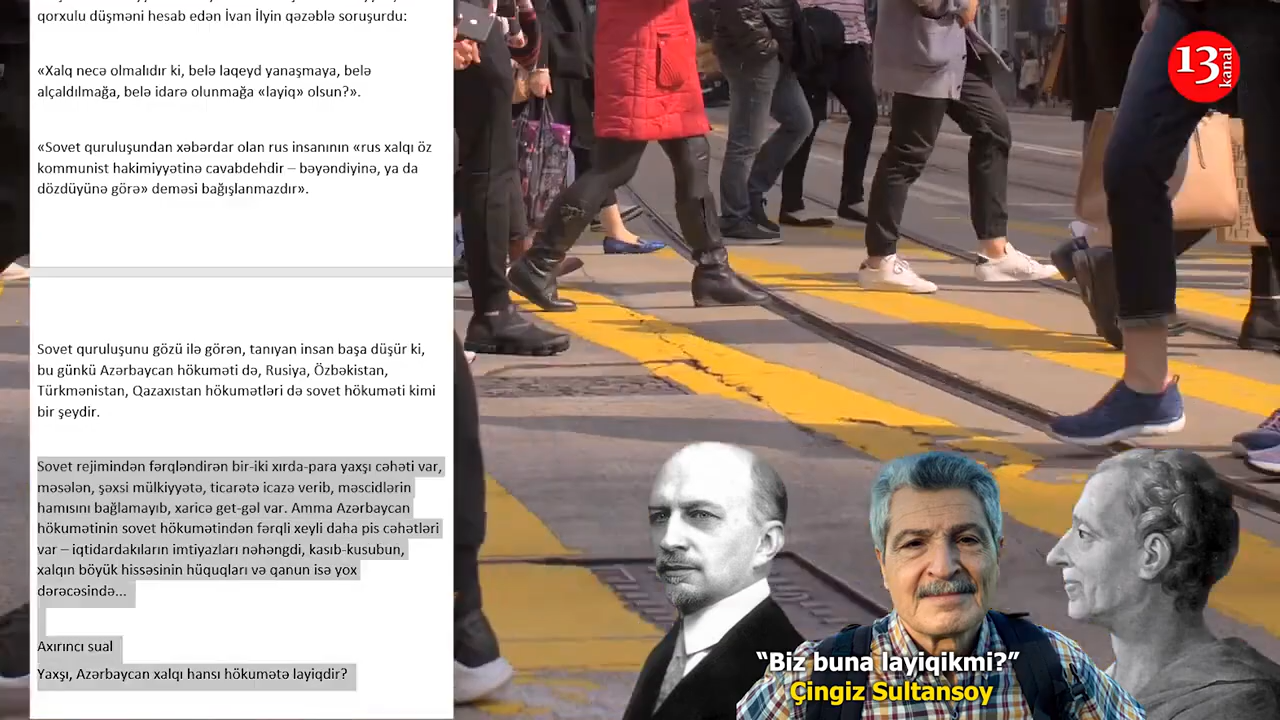 qorxulu düşməni hesab edən İvan İlyin qəzəblə soruşurdu:
«Xalq necə olmalıdır ki, belə laqeyd yanaşmaya, belə
alçaldılmağa, belə idarə olunmağa «layiq» olsun?».
«Sovet quruluşundan xəbərdar olan rus insanının «rus xalqı öz
kommunist hakimiyyətinə cavabdehdir – bəyəndiyinə, ya da
dözdüyünə görə» deməsi bağışlanmazdır».
Sovet quruluşunu gözü ilə görən, tanıyan insan başa düşür ki,
bu günkü Azərbaycan hökuməti də, Rusiya, Özbəkistan,
Türkmənistan, Qazaxıstan hökumətləri də sovet hökuməti kimi
bir şeydir.
Sovet rejimindən fərqləndirən bir-iki xırda-para yaxşı cəhəti var,
məsələn, şəxsi mülkiyyətə, ticarətə icazə verib, məscidlərin
hamısını bağlamayıb, xaricə get-gəl var. Amma Azərbaycan
hökumətinin sovet hökumətindən fərqli xeyli daha pis cəhətləri
var – iqtidardakıların imtiyazları nəhəngdi, kasıb-kusubun,
xalqın böyük hissəsinin hüquqları və qanun isə yox
dərəcəsində...
Axırıncı sual
Yaxşı, Azərbaycan xalqı hansı hökumətə layiqdir?
13 kanal
“Biz buna layiqikmi?”
Çingiz Sultansoy